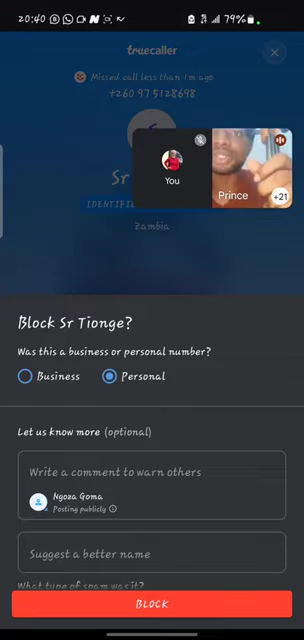 20:40
79%
truecaller
Missed call less than 1m ago
+260 97 5128698
You
Prince
+21
Sr
IDENTIFIE
Zambia
Block Sr Tionge?
Was this a business or personal number?
Business
Personal
Let us know more (optional)
Write a comment to warn others
Ngoza Goma
Posting publicly
Suggest a better name
What type of spam was it?
BLOCK